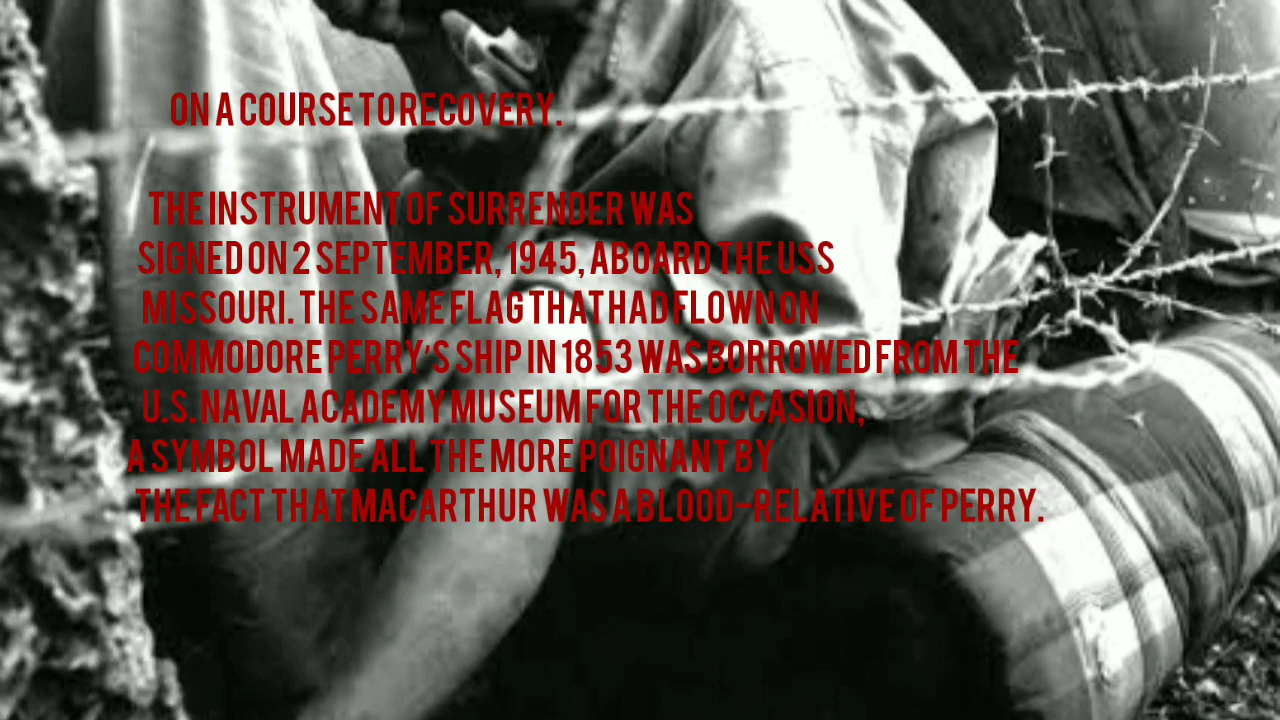 ON A COURSE TO RECOVERY.
THE INSTRUMENT OF SURRENDER WAS
SIGNED ON 2 SEPTEMBER, 1945, ABOARD THE USS
MISSOURI. THE SAME FLAG THAT HAD FLOWN ON
COMMODORE PERRY'S SHIP IN 1853 WAS BORROWED FROM THE
U.S. NAVAL ACADEMY MUSEUM FOR THE OCCASION,
A SYMBOL MADE ALL THE MORE POIGNANT BY
THE FACT THAT MACARTHUR WAS A BLOOD-RELATIVE OF PERRY.